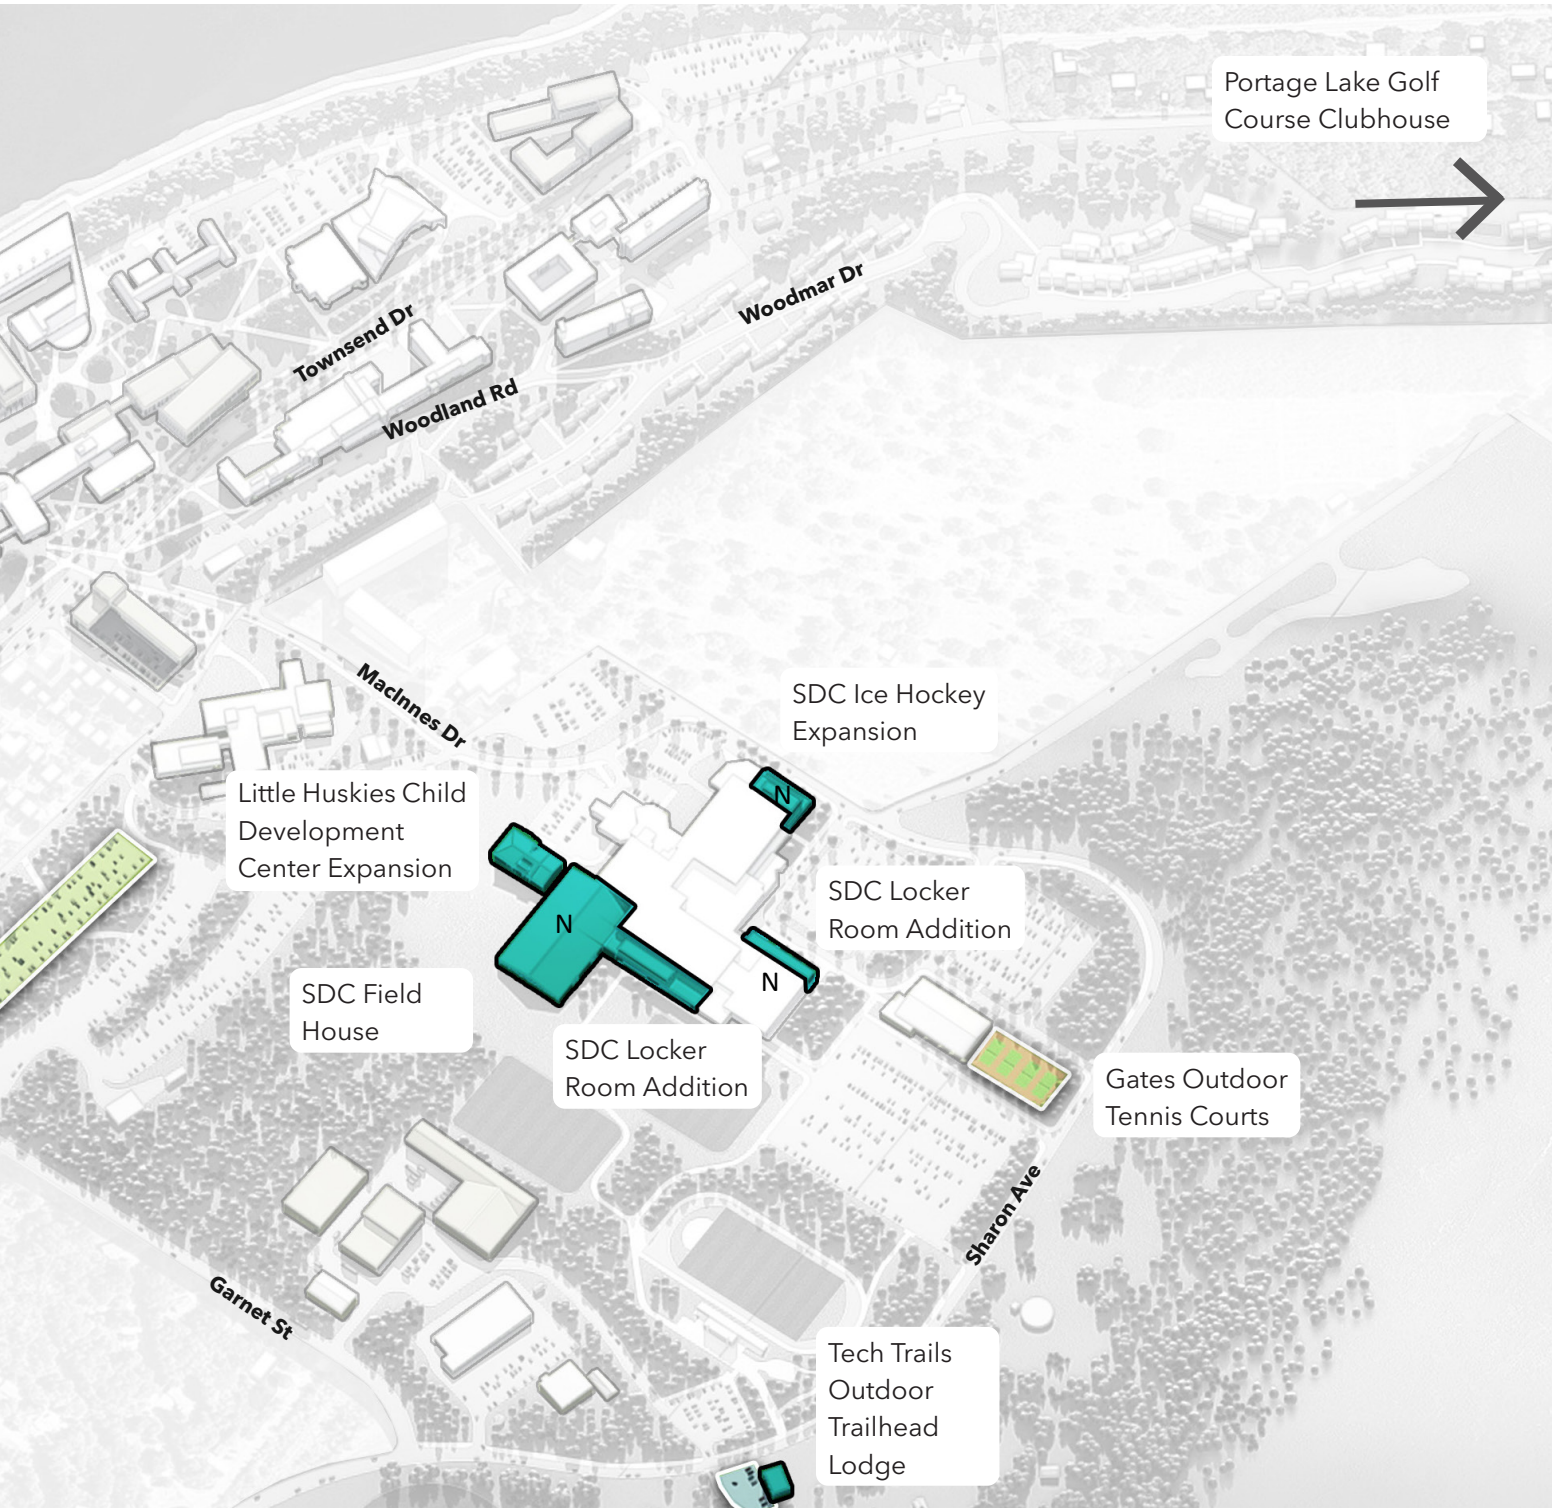 Portage Lake Golf
Course Clubhouse
Woodmar Dr
Townsend Dr
Woodland Rd
MacInnes Dr
SDC Ice Hockey
Expansion
N
Little Huskies Child
Development
Center Expansion
SDC Locker
Room Addition
N
N
SDC Field
House
SDC Locker
Room Addition
Gates Outdoor
Tennis Courts
Sharon Ave
Garnet St
Tech Trails
Outdoor
Trailhead
Lodge